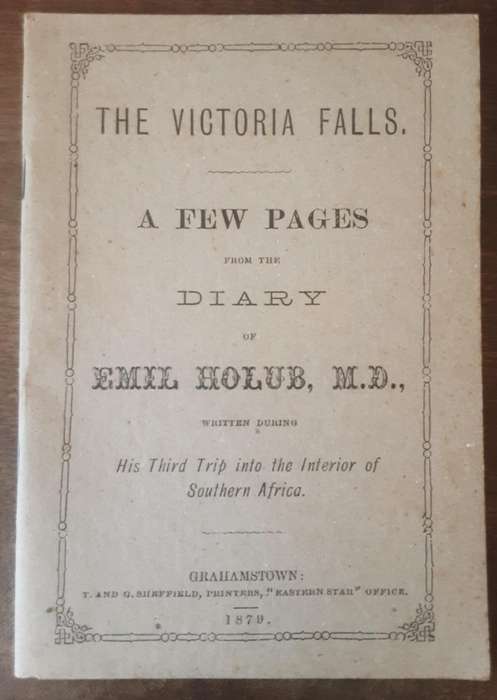 THE VICTORIA FALLS.
A FEW PAGES
FROM THE
DIARY
OF
EMIL HOLUB, M.D.,
WRITTEN DURING
His Third Trip into the Interior of
Southern Africa.
GRAHAMSTOWN:
T. AND G. SHEFFIELD, PRINTERS, "EASTERN STAR" OFFICE.
1879.